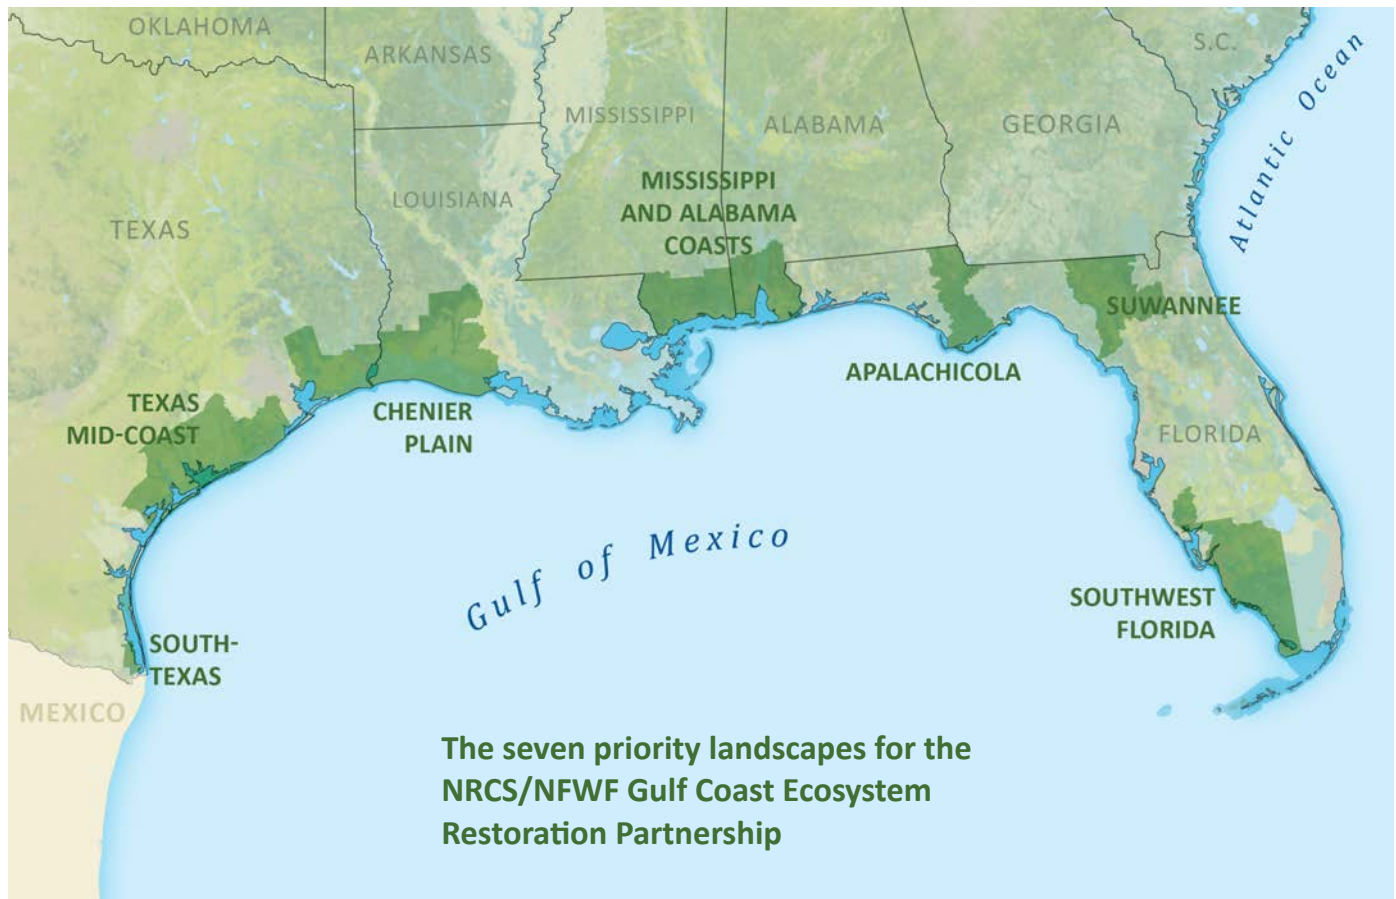 OKLAHOMA
ARKANSAS
S.C.
MISSISSIPPI
ALABAMA
GEORGIA
Atlantic Ocean
LOUISIANA
TEXAS
MISSISSIPPI
AND ALABAMA
COASTS
SUWANNEE
APALACHICOLA
TEXAS
MID-COAST
CHENIER
PLAIN
FLORIDA
Gulf of Mexico
SOUTHWEST
FLORIDA
SOUTH-
TEXAS
MEXICO
The seven priority landscapes for the
NRCS/NFWF Gulf Coast Ecosystem
Restoration Partnership